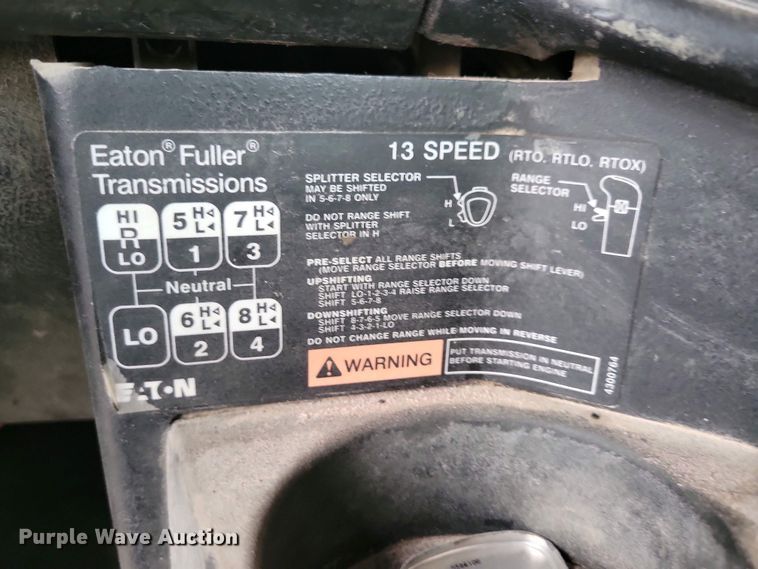 Eaton® Fuller®
Transmissions
13 SPEED (RTO. RTLO. RTOX)
SPLITTER SELECTOR
MAY BE SHIFTED
IN 5-6-7-8 ONLY
H
L
RANGE
SELECTOR
HI
LO
DO NOT RANGE SHIFT
WITH SPLITTER
SELECTOR IN H
HI
R
LO
5 H
L
1
7 H
L
3
Neutral
LO
6 H
L
2
8 H
L
4
PRE-SELECT ALL RANGE SHIFTS
(MOVE RANGE SELECTOR BEFORE MOVING SHIFT LEVER)
UPSHIFTING
START WITH RANGE SELECTOR DOWN
SHIFT LO-1-2-3-4 RAISE RANGE SELECTOR
SHIFT 5-6-7-8
DOWNSHIFTING
SHIFT 8-7-6-5 MOVE RANGE SELECTOR DOWN
SHIFT 4-3-2-1-LO
DO NOT CHANGE RANGE WHILE MOVING IN REVERSE
WARNING
PUT TRANSMISSION IN NEUTRAL
BEFORE STARTING ENGINE
4300764
EATON
Purple Wave Auction